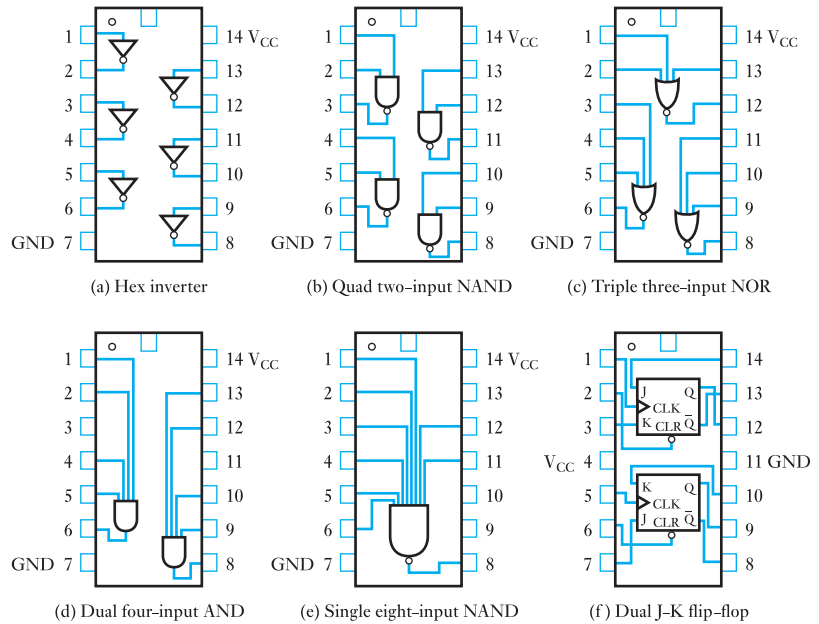 1 14 V_CC
2 13
3 12
4 11
5 10
6 9
GND 7 8
(a) Hex inverter
1 14 V_CC
2 13
3 12
4 11
5 10
6 9
GND 7 8
(b) Quad two-input NAND
1 14 V_CC
2 13
3 12
4 11
5 10
6 9
GND 7 8
(c) Triple three-input NOR
1 14 V_CC
2 13
3 12
4 11
5 10
6 9
GND 7 8
(d) Dual four-input AND
1 14 V_CC
2 13
3 12
4 11
5 10
6 9
GND 7 8
(e) Single eight-input NAND
1 14
2 J Q 13
CLK
3 K CLR Q̅ 12
V_CC 4 11 GND
K Q
5 CLK 10
6 J CLR Q̅ 9
7 8
(f) Dual J-K flip-flop